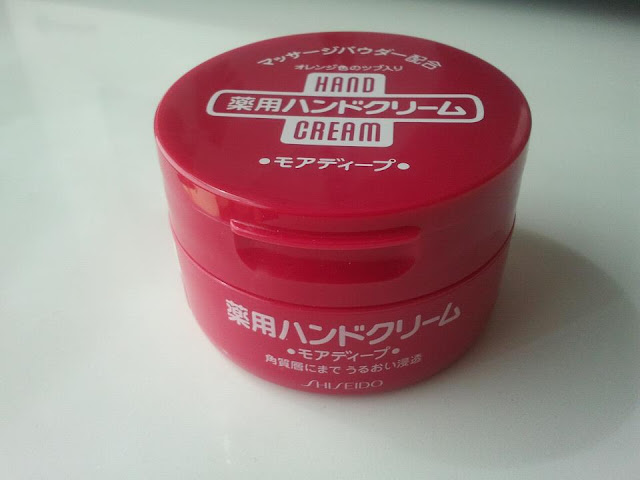 マッサージパウダー配合
オレンジ色のツブ入り
HAND
薬用ハンドクリーム
CREAM
•モアディープ•
薬用ハンドクリーム
•モアディープ•
角質層にまで うるおい浸透
SHISEIDO